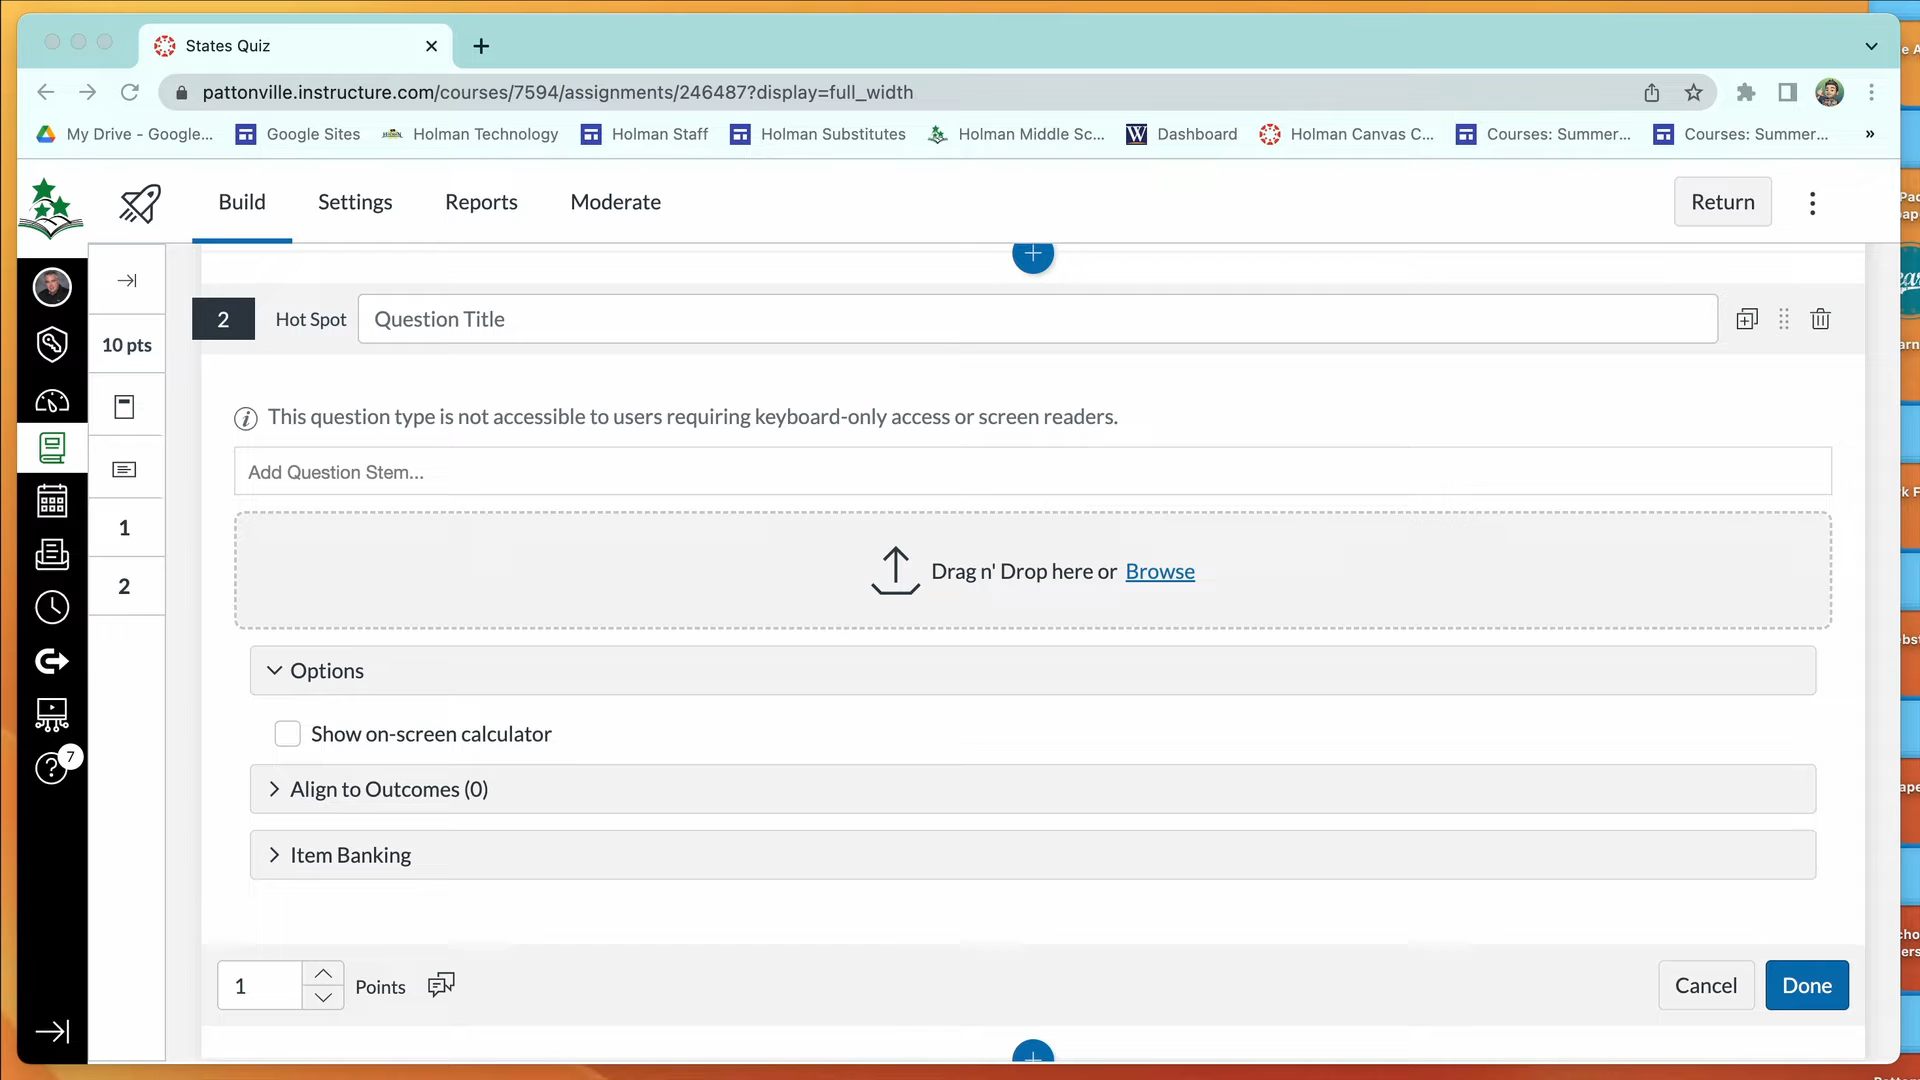 States Quiz
pattonville.instructure.com/courses/7594/assignments/246487?display=full_width
My Drive - Google...
Google Sites
Holman Technology
Holman Staff
Holman Substitutes
Holman Middle Sc...
W Dashboard
Holman Canvas C...
Courses: Summer...
Courses: Summer...
»
Build
Settings
Reports
Moderate
Return
10 pts
1
2
7
2
Hot Spot
Question Title
This question type is not accessible to users requiring keyboard-only access or screen readers.
Add Question Stem...
Drag n' Drop here or Browse
Options
Show on-screen calculator
Align to Outcomes (0)
Item Banking
1
Points
Cancel
Done